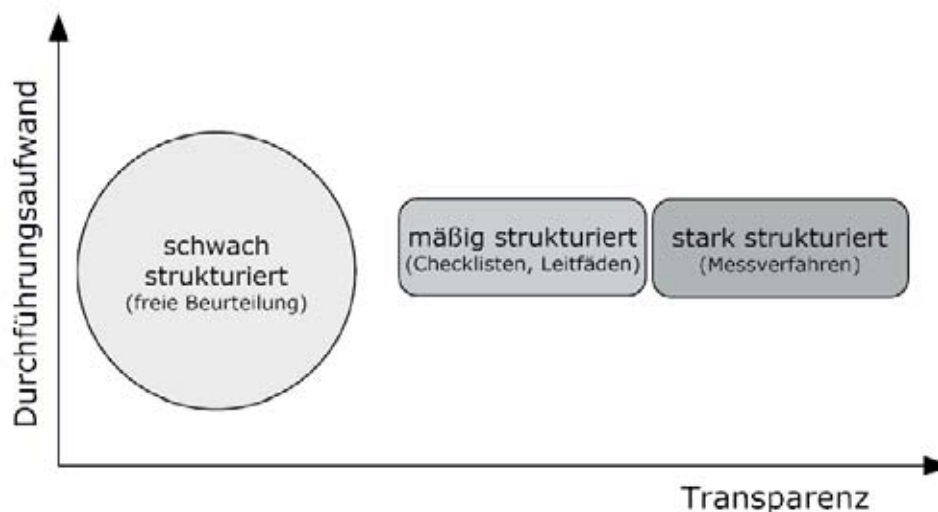 Durchführungsaufwand
schwach
strukturiert
(freie Beurteilung)
mäßig strukturiert
(Checklisten, Leitfäden)
stark strukturiert
(Messverfahren)
Transparenz